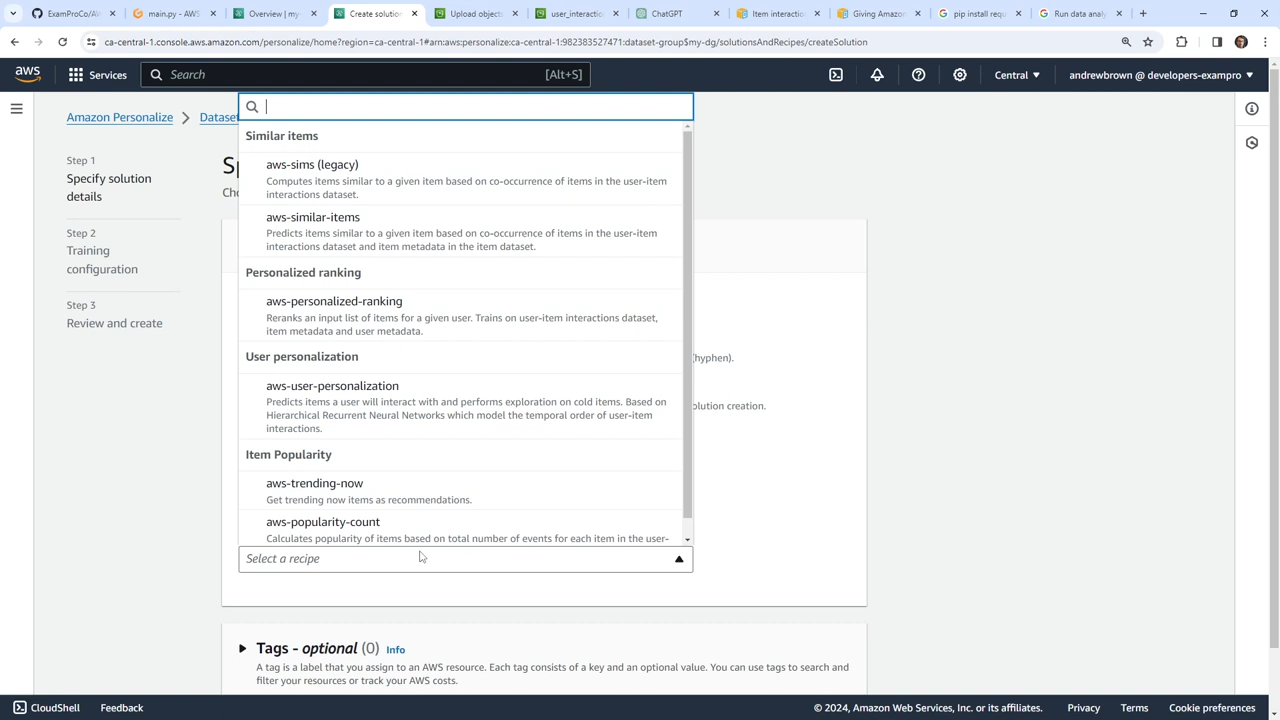 ExamProCo/AW
main.py - AWS
Overview | my-
Create solution
Upload objects
user_interactio
ChatGPT
Item interactio
Giving Amazon
pip install requ
Run data analy
ca-central-1.console.aws.amazon.com/personalize/home?region=ca-central-1#arn:aws:personalize:ca-central-1:982383527471:dataset-group$my-dg/solutionsAndRecipes/createSolution
aws
Services
Search
[Alt+S]
Central
andrewbrown @ developers-exampro
Amazon Personalize
Dataset
Step 1
Specify solution
details
Step 2
Training
configuration
Step 3
Review and create
Sp
Cho
Similar items
aws-sims (legacy)
Computes items similar to a given item based on co-occurrence of items in the user-item
interactions dataset.
aws-similar-items
Predicts items similar to a given item based on co-occurrence of items in the user-item
interactions dataset and item metadata in the item dataset.
Personalized ranking
aws-personalized-ranking
Reranks an input list of items for a given user. Trains on user-item interactions dataset,
item metadata and user metadata.
User personalization
aws-user-personalization
Predicts items a user will interact with and performs exploration on cold items. Based on
Hierarchical Recurrent Neural Networks which model the temporal order of user-item
interactions.
Item Popularity
aws-trending-now
Get trending now items as recommendations.
aws-popularity-count
Calculates popularity of items based on total number of events for each item in the user-
(hyphen).
olution creation.
Select a recipe
Tags - optional (0) Info
A tag is a label that you assign to an AWS resource. Each tag consists of a key and an optional value. You can use tags to search and
filter your resources or track your AWS costs.
CloudShell
Feedback
© 2024, Amazon Web Services, Inc. or its affiliates.
Privacy
Terms
Cookie preferences